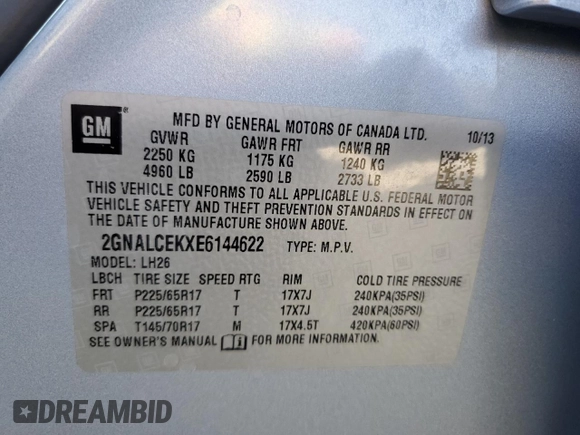 GM
MFD BY GENERAL MOTORS OF CANADA LTD. 10/13
GVWR GAWR FRT GAWR RR
2250 KG 1175 KG 1240 KG
4960 LB 2590 LB 2733 LB
THIS VEHICLE CONFORMS TO ALL APPLICABLE U.S. FEDERAL MOTOR
VEHICLE SAFETY AND THEFT PREVENTION STANDARDS IN EFFECT ON
THE DATE OF MANUFACTURE SHOWN ABOVE.
2GNALCEKXE6144622 TYPE: M.P.V.
MODEL: LH26
LBCH TIRE SIZE SPEED RTG RIM COLD TIRE PRESSURE
FRT P225/65R17 T 17X7J 240KPA(35PSI)
RR P225/65R17 T 17X7J 240KPA(35PSI)
SPA T145/70R17 M 17X4.5T 420KPA(60PSI)
SEE OWNER'S MANUAL FOR MORE INFORMATION
DREAMBID